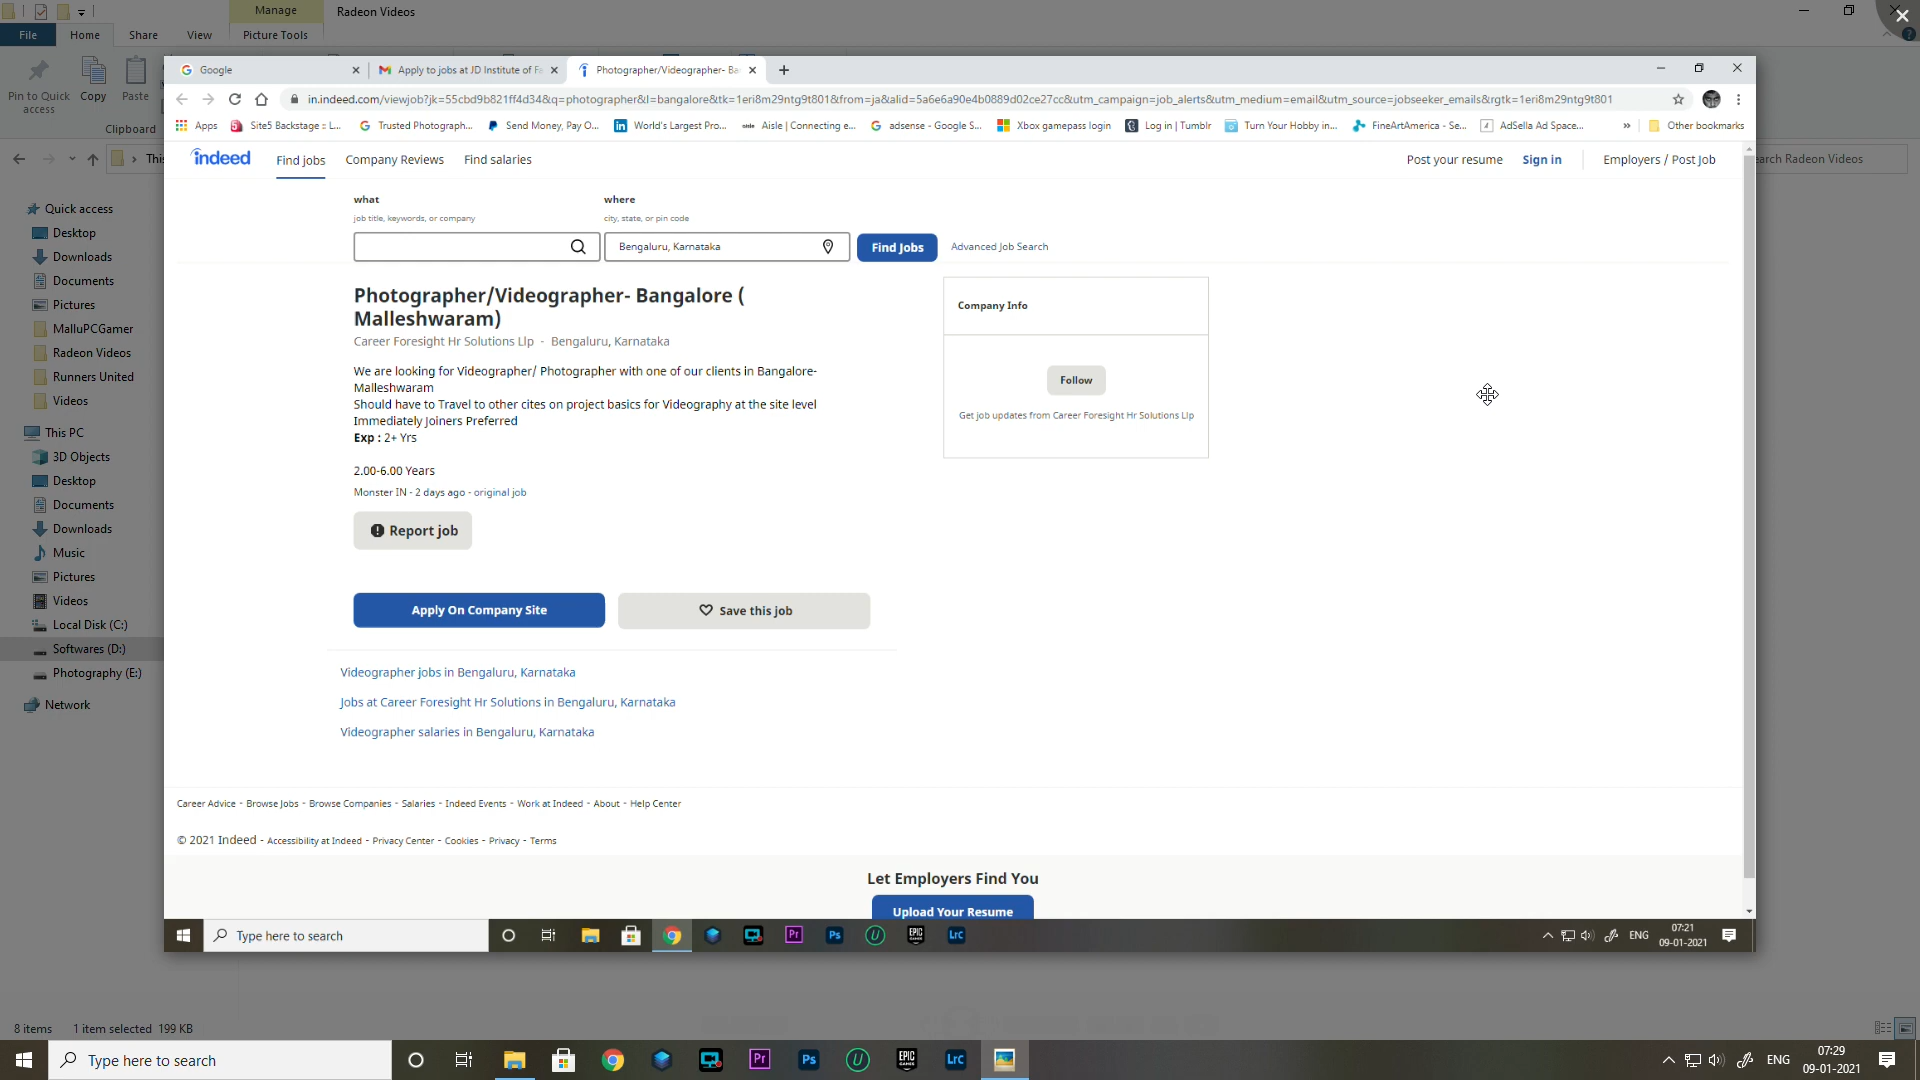 Manage
Radeon Videos
File
Home
Share
View
Picture Tools
Pin to Quick access
Copy
Paste
Clipboard
Search Radeon Videos
Quick access
Desktop
Downloads
Documents
Pictures
MalluPCGamer
Radeon Videos
Runners United
Videos
This PC
3D Objects
Desktop
Documents
Downloads
Music
Pictures
Videos
Local Disk (C:)
Softwares (D:)
Photography (E:)
Network
Google
Apply to jobs at JD Institute of Fa
Photographer/Videographer- Ba
in.indeed.com/viewjob?jk=55cbd9b821ff4d34&q=photographer&l=bangalore&tk=1eri8m29ntg9t801&from=ja&alid=5a6e6a90e4b0889d02ce27cc&utm_campaign=job_alerts&utm_medium=email&utm_source=jobseeker_emails&rgtk=1eri8m29ntg9t801
Apps
Site5 Backstage :: L...
Trusted Photograph...
Send Money, Pay O...
World's Largest Pro...
Aisle | Connecting e...
adsense - Google S...
Xbox gamepass login
Log in | Tumblr
Turn Your Hobby in...
FineArtAmerica - Se...
AdSella Ad Space...
Other bookmarks
indeed
Find jobs
Company Reviews
Find salaries
Post your resume
Sign in
Employers / Post Job
what
job title, keywords, or company
where
city, state, or pin code
Bengaluru, Karnataka
Find Jobs
Advanced Job Search
Photographer/Videographer- Bangalore (
Malleshwaram)
Career Foresight Hr Solutions Llp - Bengaluru, Karnataka
We are looking for Videographer/ Photographer with one of our clients in Bangalore-
Malleshwaram
Should have to Travel to other cites on project basics for Videography at the site level
Immediately Joiners Preferred
Exp : 2+ Yrs
2.00-6.00 Years
Monster IN - 2 days ago - original job
Report job
Apply On Company Site
Save this job
Company Info
Follow
Get job updates from Career Foresight Hr Solutions Llp
Videographer jobs in Bengaluru, Karnataka
Jobs at Career Foresight Hr Solutions in Bengaluru, Karnataka
Videographer salaries in Bengaluru, Karnataka
Career Advice - Browse Jobs - Browse Companies - Salaries - Indeed Events - Work at Indeed - About - Help Center
© 2021 Indeed - Accessibility at Indeed - Privacy Center - Cookies - Privacy - Terms
Let Employers Find You
Upload Your Resume
Type here to search
Pr
Ps
U
EPIC GAMES
Lrc
ENG
07:21
09-01-2021
8 items
1 item selected 199 KB
Type here to search
Pr
Ps
U
EPIC GAMES
Lrc
ENG
07:29
09-01-2021